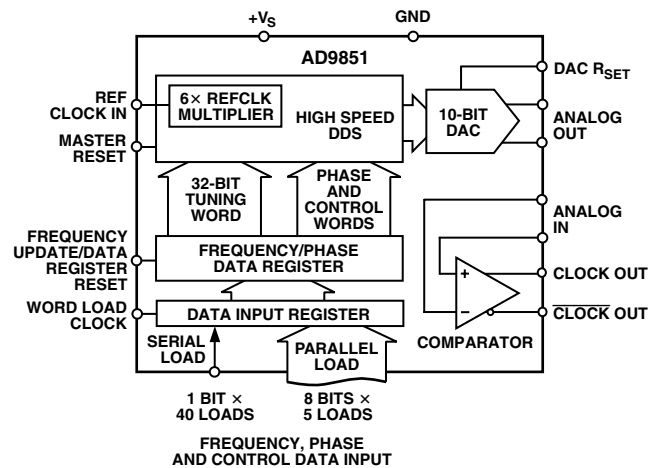 +VS
GND
AD9851
REF
CLOCK IN
6× REFCLK
MULTIPLIER
HIGH SPEED
DDS
10-BIT
DAC
DAC RSET
ANALOG
OUT
MASTER
RESET
32-BIT
TUNING
WORD
PHASE
AND
CONTROL
WORDS
ANALOG
IN
FREQUENCY
UPDATE/DATA
REGISTER
RESET
FREQUENCY/PHASE
DATA REGISTER
+
CLOCK OUT
WORD LOAD
CLOCK
DATA INPUT REGISTER
–
CLOCK OUT
COMPARATOR
SERIAL
LOAD
PARALLEL
LOAD
1 BIT ×
40 LOADS
8 BITS ×
5 LOADS
FREQUENCY, PHASE
AND CONTROL DATA INPUT